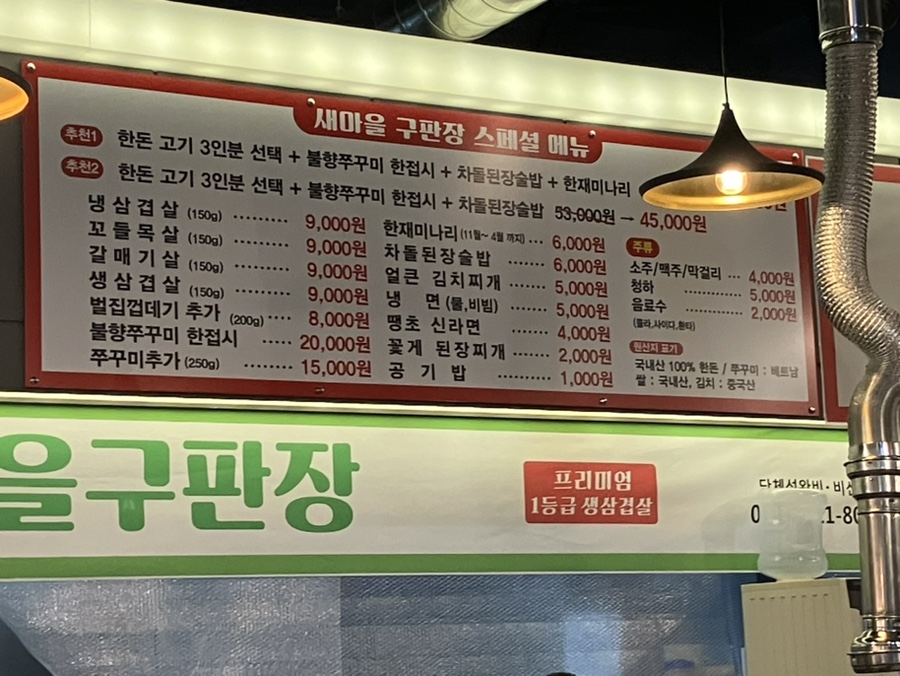 새마을 구판장 스페셜 메뉴
추천1 한돈 고기 3인분 선택 + 불향쭈꾸미 한접시 + 차돌된장술밥 + 한재미나리
추천2 한돈 고기 3인분 선택 + 불향쭈꾸미 한접시 + 차돌된장술밥 53,000원 → 45,000원
냉삼겹살 (150g) ········ 9,000원
꼬들목살 (150g) ········ 9,000원
갈매기살 (150g) ········ 9,000원
생삼겹살 (150g) ········ 9,000원
벌집껍데기 추가 (200g) ····· 8,000원
불향쭈꾸미 한접시 ····· 20,000원
쭈꾸미추가 (250g) ········ 15,000원
한재미나리 (11월~ 4월 까지) ··· 6,000원
차돌된장술밥 ········ 6,000원
얼큰 김치찌개 ········ 5,000원
냉 면 (물,비빔) ········ 5,000원
땡초 신라면 ········ 4,000원
꽃게 된장찌개 ········ 2,000원
공 기 밥 ·········· 1,000원
주류
소주/맥주/막걸리 ··· 4,000원
청하 ············ 5,000원
음료수 ············ 2,000원
(콜라,사이다,환타)
원산지 표기
국내산 100% 한돈 / 쭈꾸미 : 베트남
쌀 : 국내산, 김치 : 중국산
을구판장
프리미엄
1등급 생삼겹살